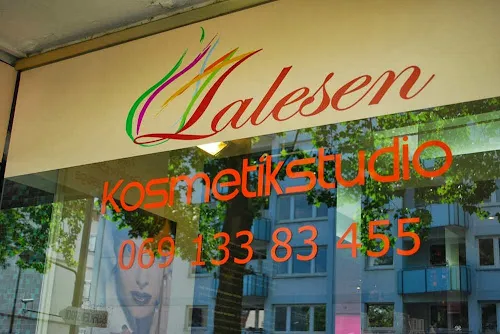 Lalesen
Kosmetikstudio
069 133 83 455